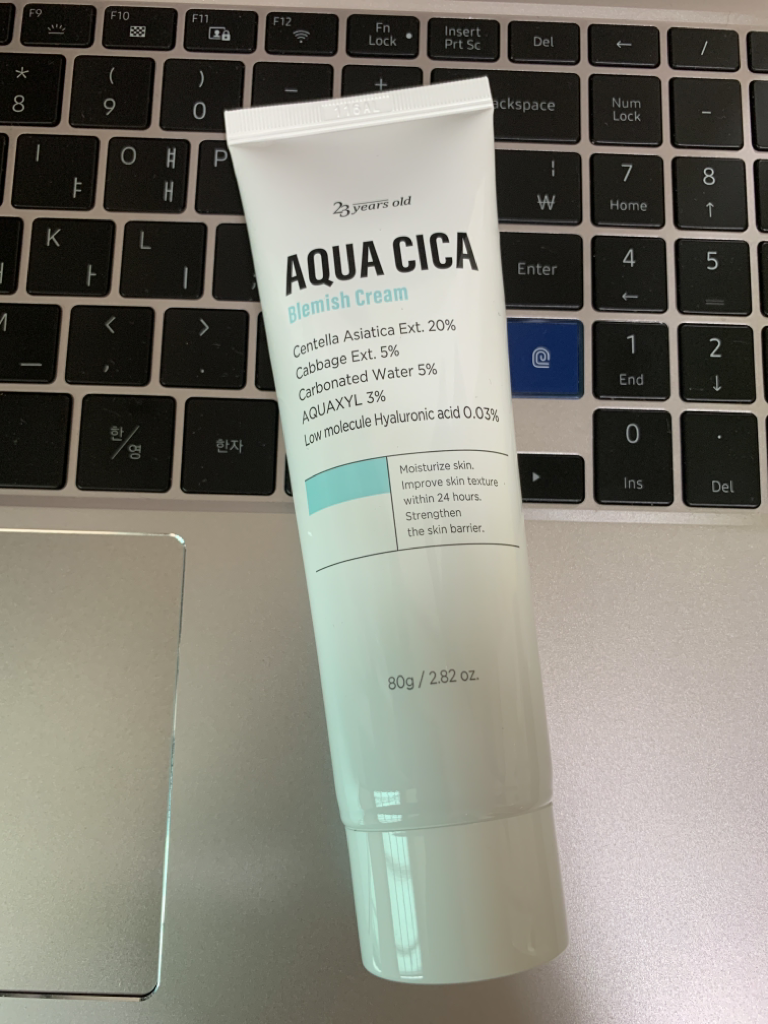 F9
F10
F11
F12
Fn
Lock
Insert
Prt Sc
Del
←
/
*
8
(
9
)
0
_
+
ackspace
Num
Lock
-
I
ㅑ
O ㅒ
ㅐ
P
¦
₩
7
Home
8
↑
K
ㅏ
L
ㅣ
Enter
4
←
5
M
ㅡ
<
,
>
.
1
End
2
↓
한/영
한자
0
Ins
.
Del
23 years old
AQUA CICA
Blemish Cream
Centella Asiatica Ext. 20%
Cabbage Ext. 5%
Carbonated Water 5%
AQUAXYL 3%
Low molecule Hyaluronic acid 0.03%
Moisturize skin.
Improve skin texture
within 24 hours.
Strengthen
the skin barrier.
80g / 2.82 oz.